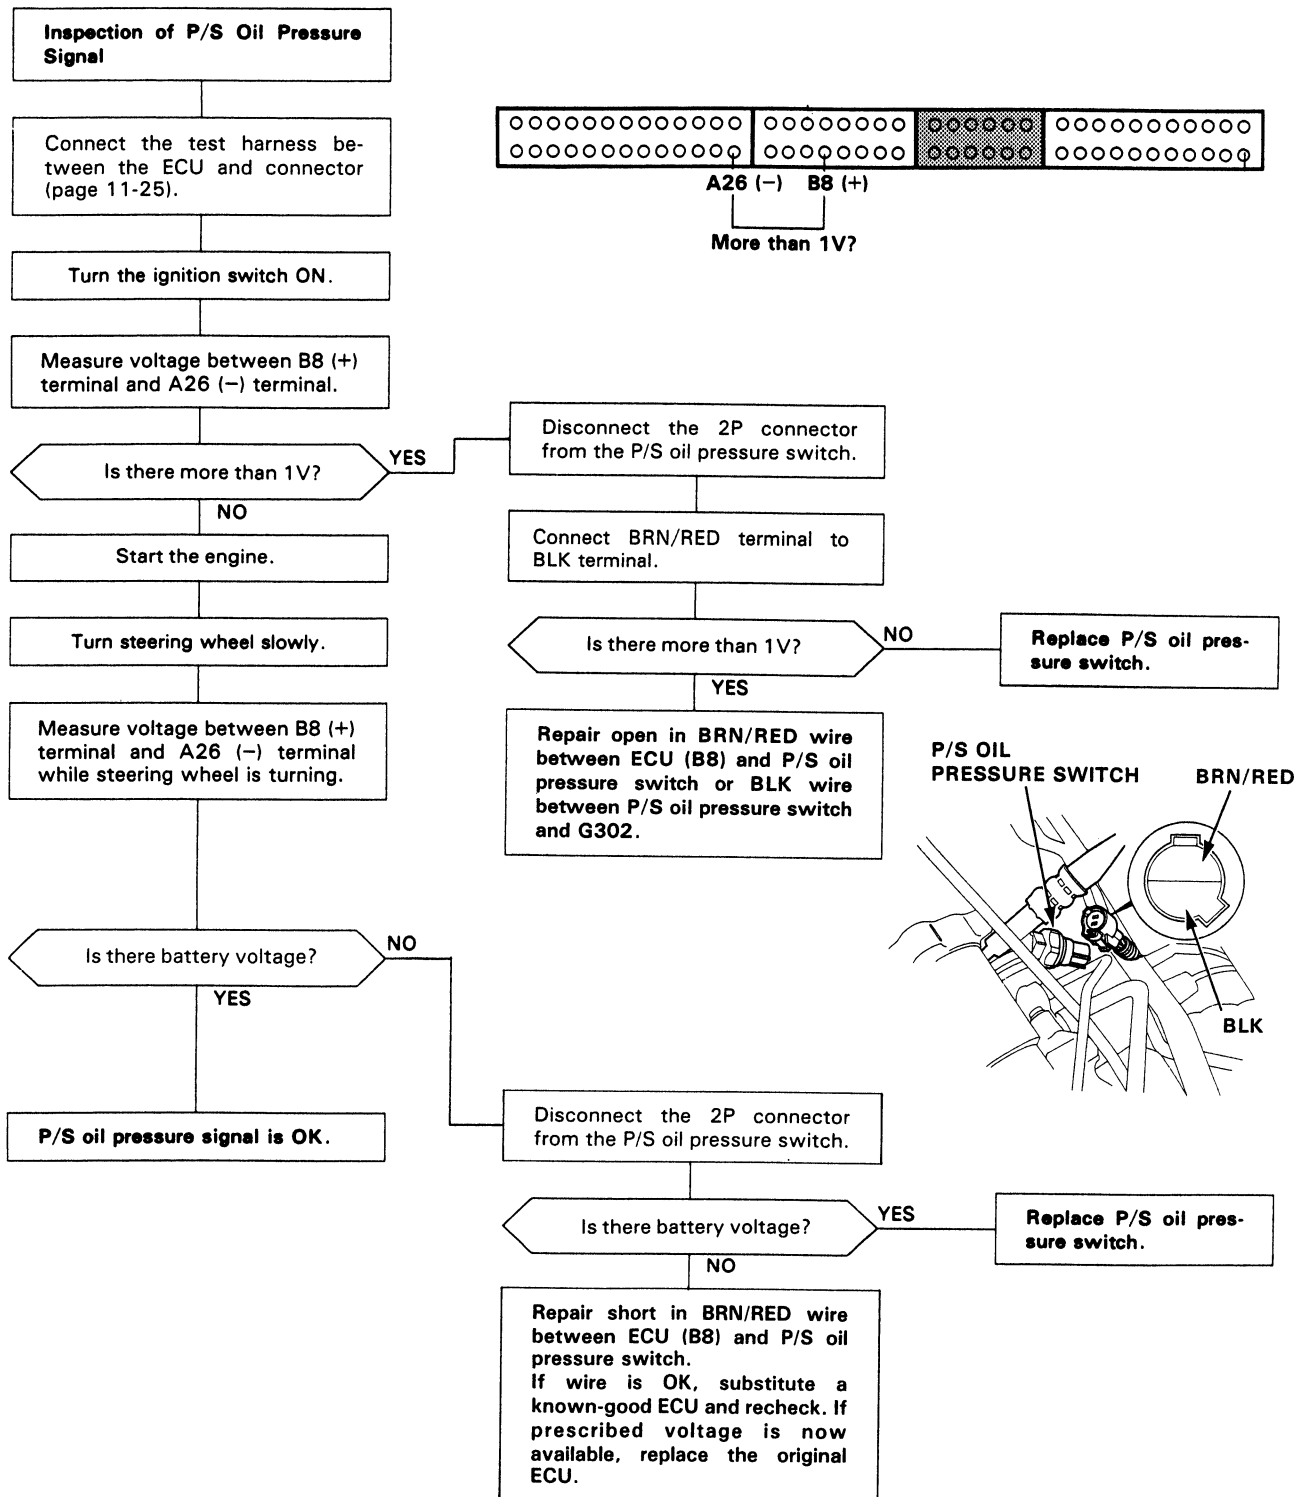 Inspection of P/S Oil Pressure
Signal
Connect the test harness be-
tween the ECU and connector
(page 11-25).
Turn the ignition switch ON.
Measure voltage between B8 (+)
terminal and A26 (−) terminal.
Is there more than 1V?
YES
NO
Start the engine.
Turn steering wheel slowly.
Measure voltage between B8 (+)
terminal and A26 (−) terminal
while steering wheel is turning.
Is there battery voltage?
NO
YES
P/S oil pressure signal is OK.
A26 (−) B8 (+)
More than 1V?
Disconnect the 2P connector
from the P/S oil pressure switch.
Connect BRN/RED terminal to
BLK terminal.
Is there more than 1V?
NO
YES
Replace P/S oil pres-
sure switch.
Repair open in BRN/RED wire
between ECU (B8) and P/S oil
pressure switch or BLK wire
between P/S oil pressure switch
and G302.
P/S OIL
PRESSURE SWITCH
BRN/RED
BLK
Disconnect the 2P connector
from the P/S oil pressure switch.
Is there battery voltage?
YES
NO
Replace P/S oil pres-
sure switch.
Repair short in BRN/RED wire
between ECU (B8) and P/S oil
pressure switch.
If wire is OK, substitute a
known-good ECU and recheck. If
prescribed voltage is now
available, replace the original
ECU.